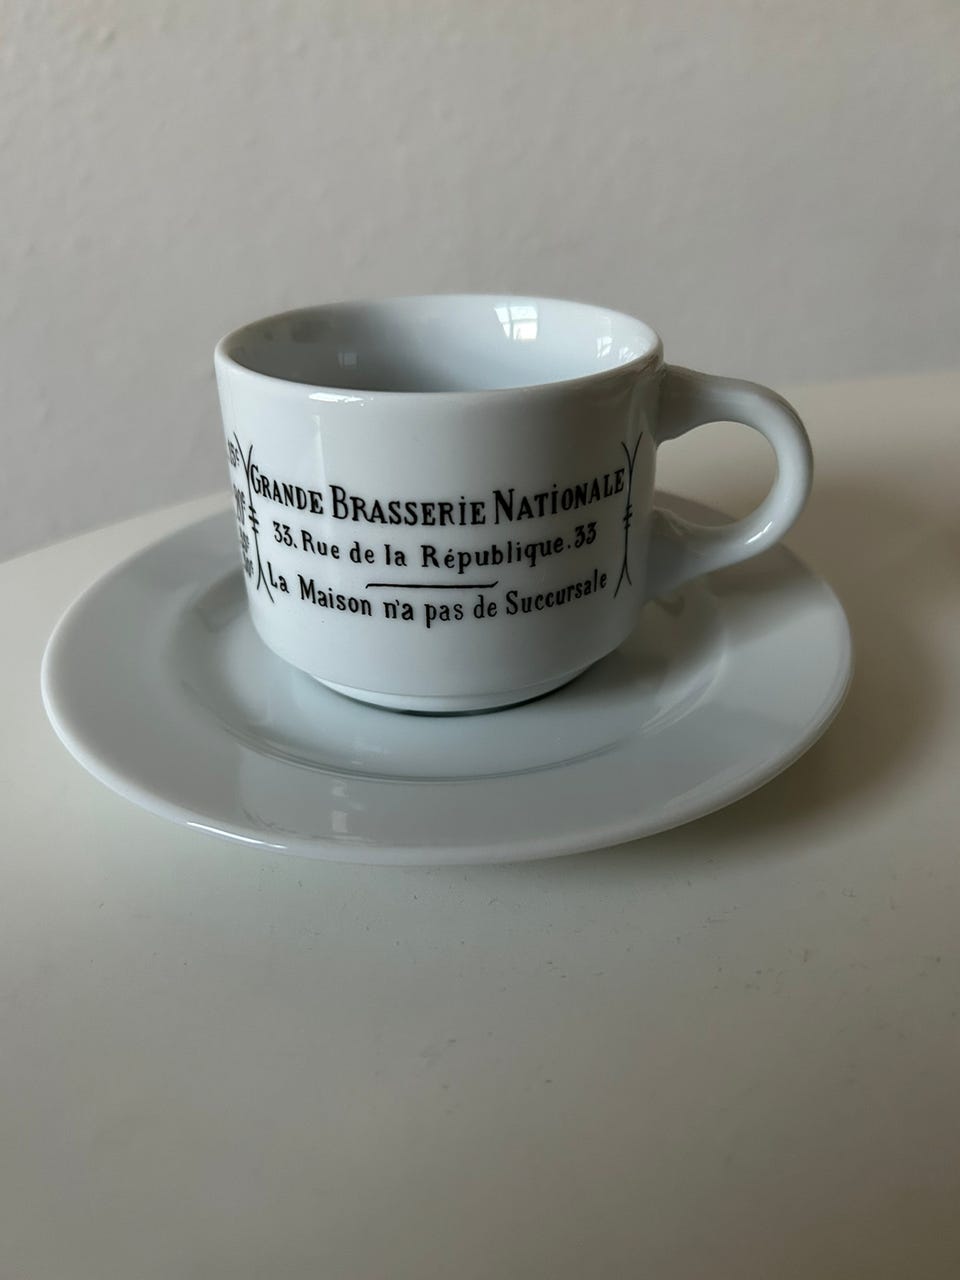 GRANDE BRASSERiE NATiONALE
33. Rue de la République. 33
La Maison n'a pas de Succursale